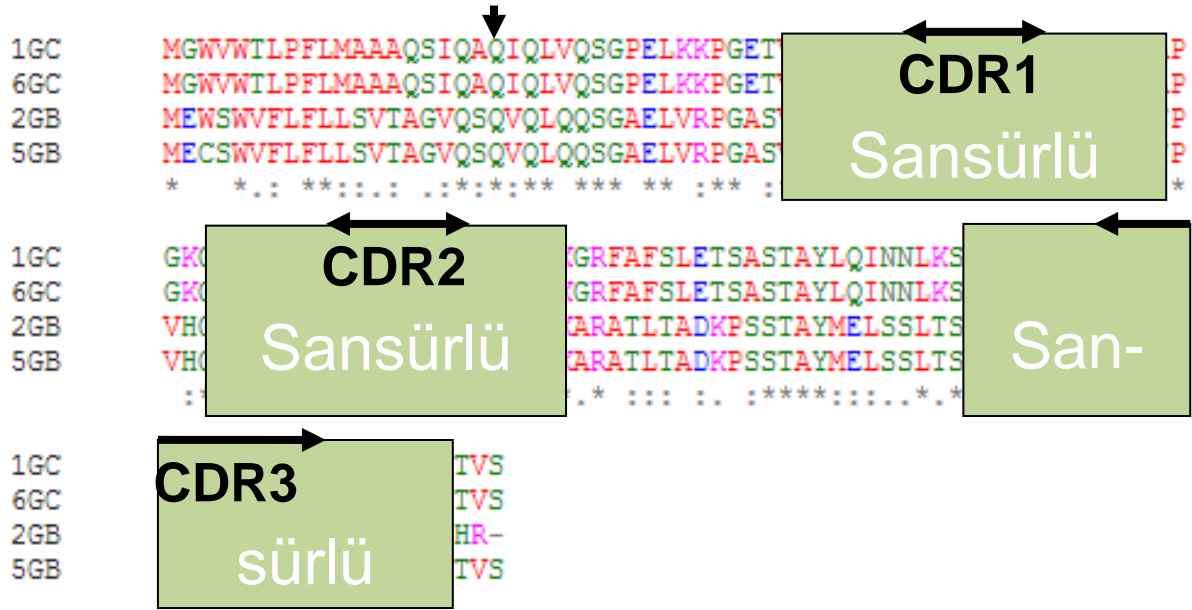 1GC MGWVWTLPFLMAAAQSIQAQIQLVQSGPELKKPGET CDR1 P
6GC MGWVWTLPFLMAAAQSIQAQIQLVQSGPELKKPGET P
2GB MEWSWVFLFLLSVTAGVQSQVQLQQSGAELVRPGAS Sansürlü P
5GB MECSWVFLFLLSVTAGVQSQVQLQQSGAELVRPGAS P
*   *.: **::.: .:*:*:** *** ** :** : *
1GC GK CDR2 GRFAFSLETSASTAYLQINNLKS
6GC GK GRFAFSLETSASTAYLQINNLKS
2GB VH Sansürlü ARATLTADKPSSTAYMELSSLTS San-
5GB VH ARATLTADKPSSTAYMELSSLTS
:* .* ::: :. :****:::..*.*
1GC CDR3 TVS
6GC TVS
2GB sürlü HR-
5GB TVS